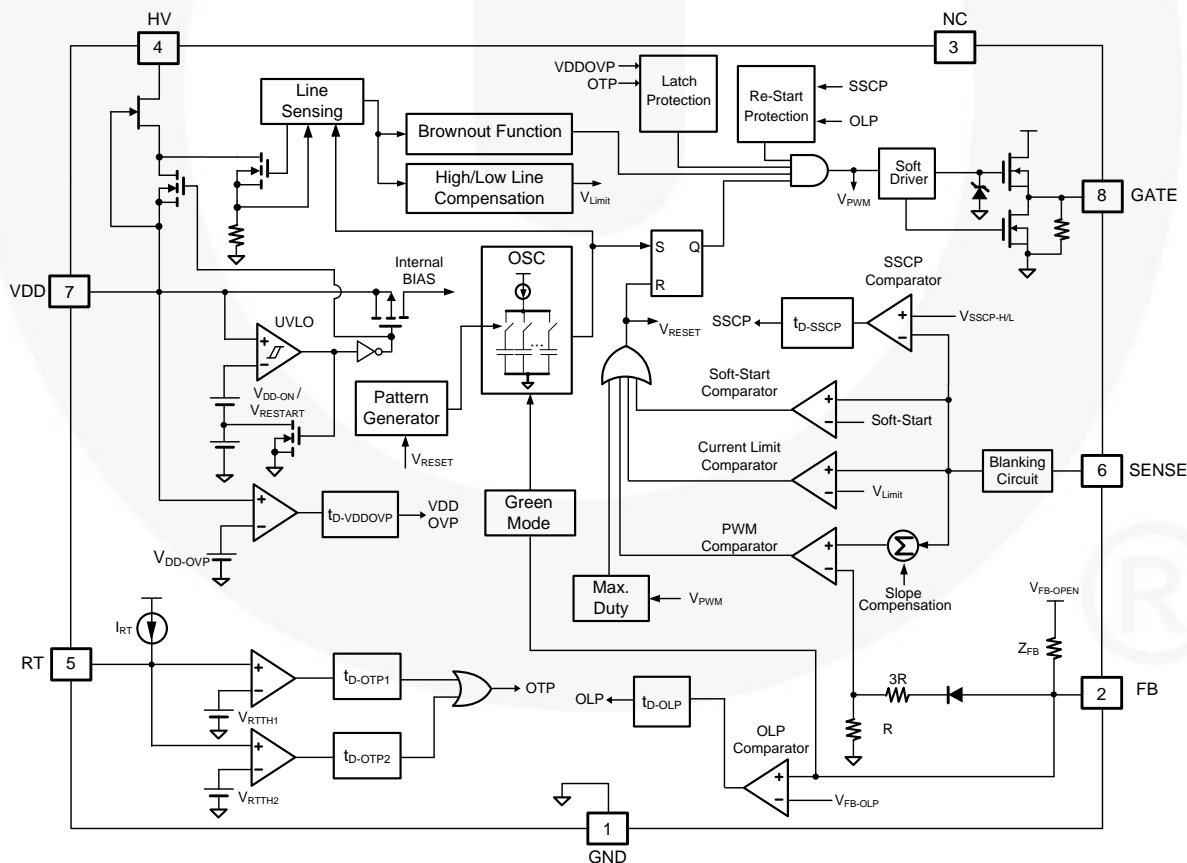 HV
4
NC
3
VDDOVP
OTP
Latch
Protection
Re-Start
Protection
SSCP
OLP
Line
Sensing
Brownout Function
High/Low Line
Compensation
VLimit
VPWM
Soft
Driver
8
GATE
VDD
7
Internal
BIAS
OSC
...
S
Q
R
VRESET
SSCP
Comparator
SSCP
tD-SSCP
VSSCP-H/L
+
−
UVLO
+
−
VDD-ON /
VRESTART
Pattern
Generator
VRESET
Soft-Start
Comparator
+
−
Soft-Start
Current Limit
Comparator
+
−
VLimit
Blanking
Circuit
6
SENSE
+
−
tD-VDDOVP
VDD
OVP
VDD-OVP
Green
Mode
PWM
Comparator
+
−
Σ
Slope
Compensation
Max.
Duty
VPWM
VFB-OPEN
ZFB
®
IRT
RT
5
+
−
VRTTH1
tD-OTP1
OTP
+
−
VRTTH2
tD-OTP2
3R
R
2
FB
OLP
tD-OLP
OLP
Comparator
+
−
VFB-OLP
1
GND